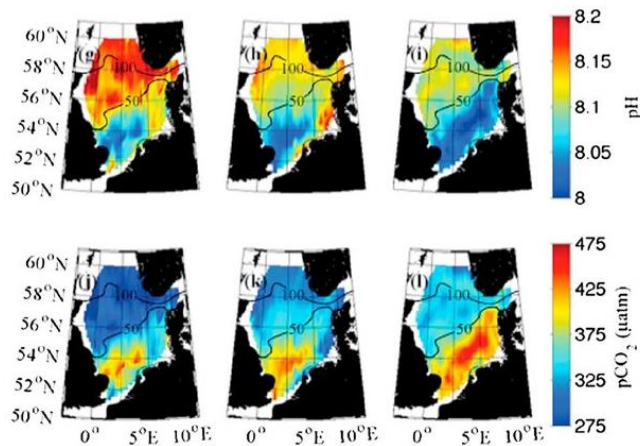 60°N
58°N
56°N
54°N
52°N
50°N
(g)
100
50
(h)
100
50
(i)
100
50
8.2
8.15
8.1
8.05
8
pH
60°N
58°N
56°N
54°N
52°N
50°N
(j)
100
50
(k)
100
50
(l)
100
50
475
425
375
325
275
pCO₂ (μatm)
0° 5°E 10°E 0° 5°E 10°E 0° 5°E 10°E